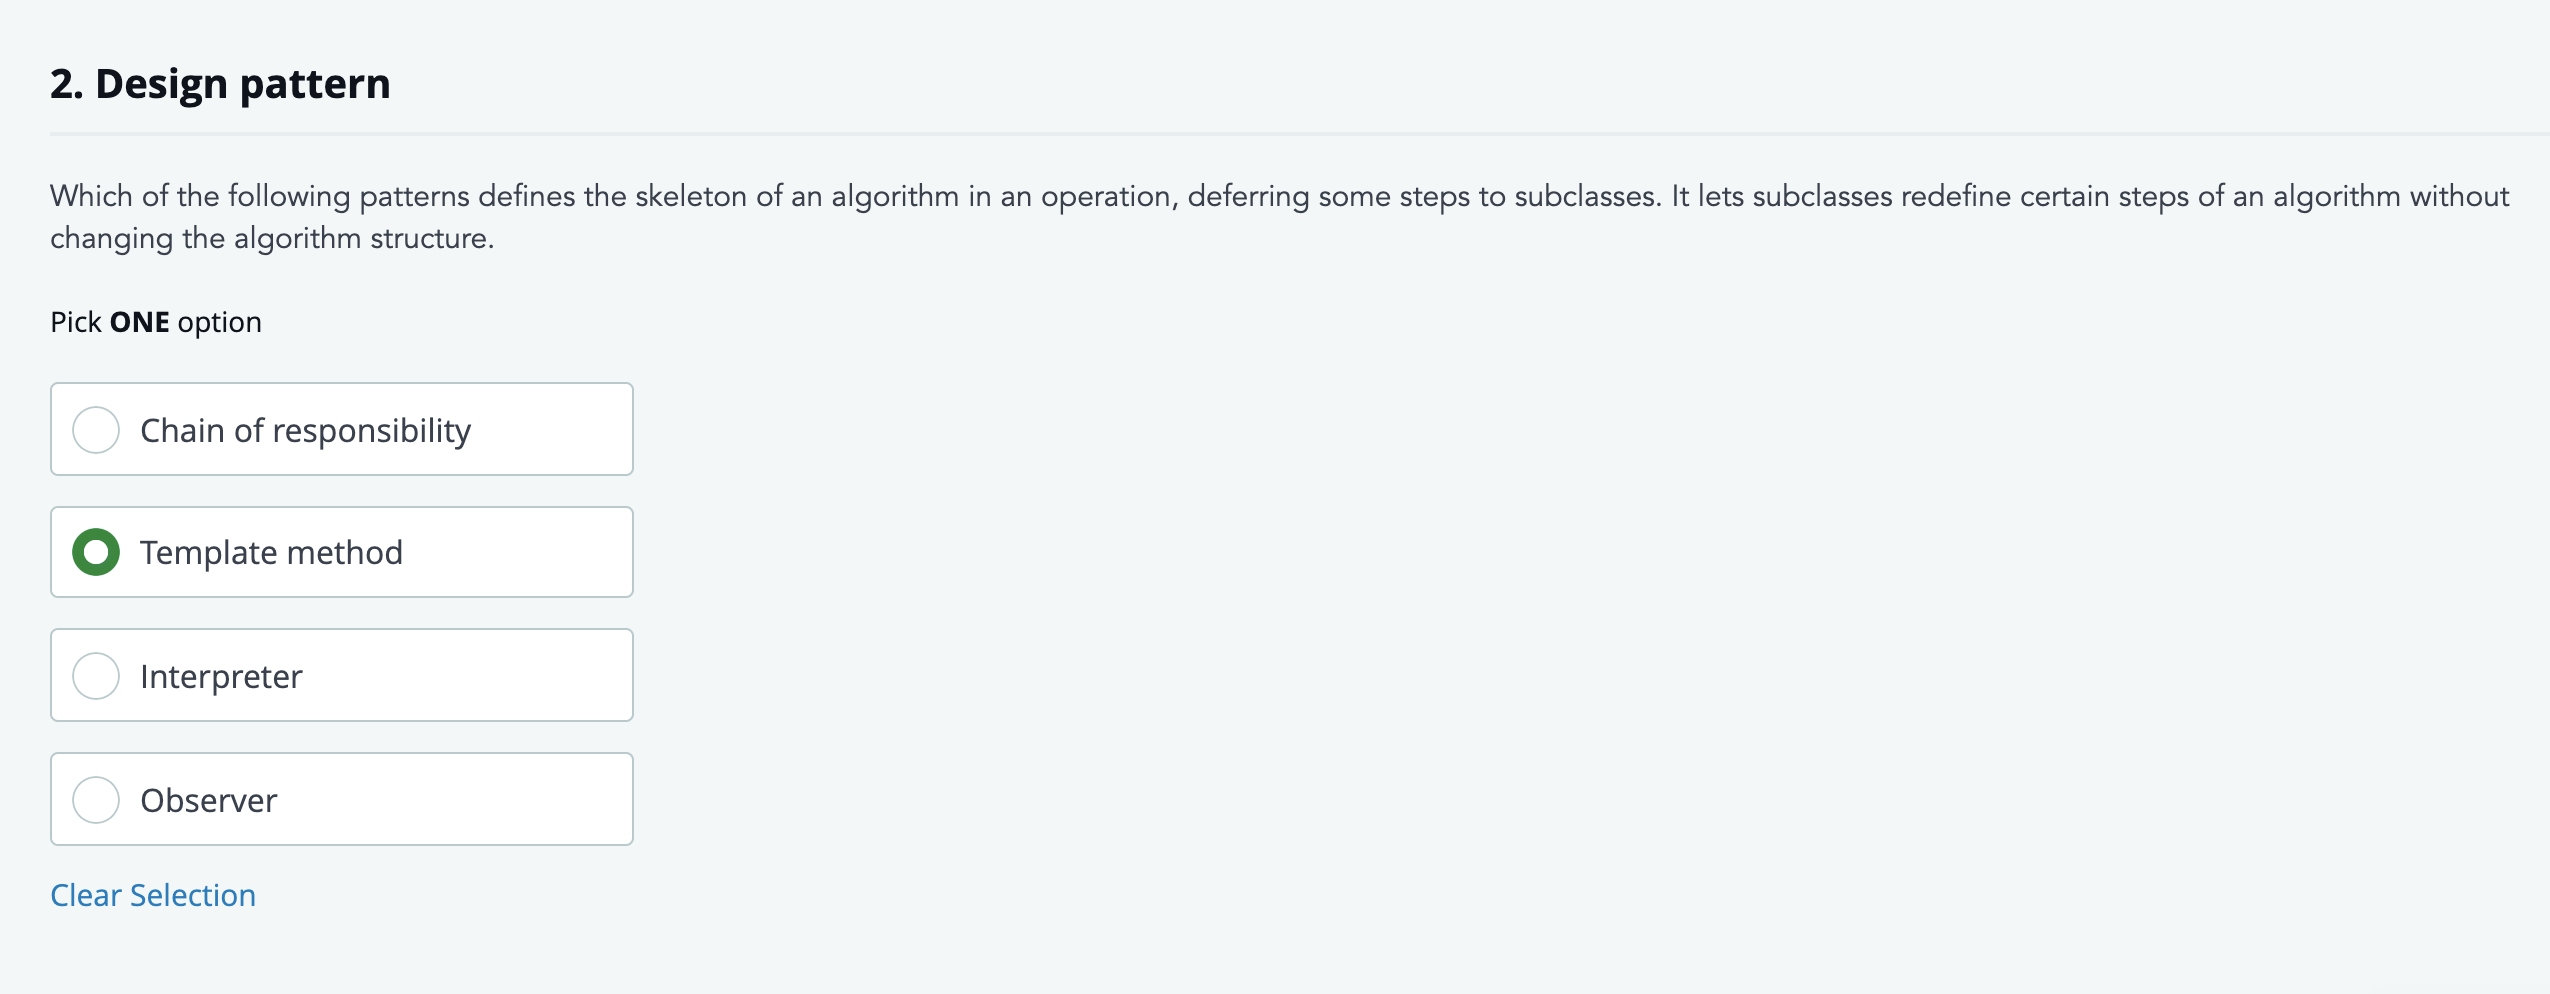 2. Design pattern
Which of the following patterns defines the skeleton of an algorithm in an operation, deferring some steps to subclasses. It lets subclasses redefine certain steps of an algorithm without
changing the algorithm structure.
Pick ONE option
Chain of responsibility
Template method
Interpreter
Observer
Clear Selection